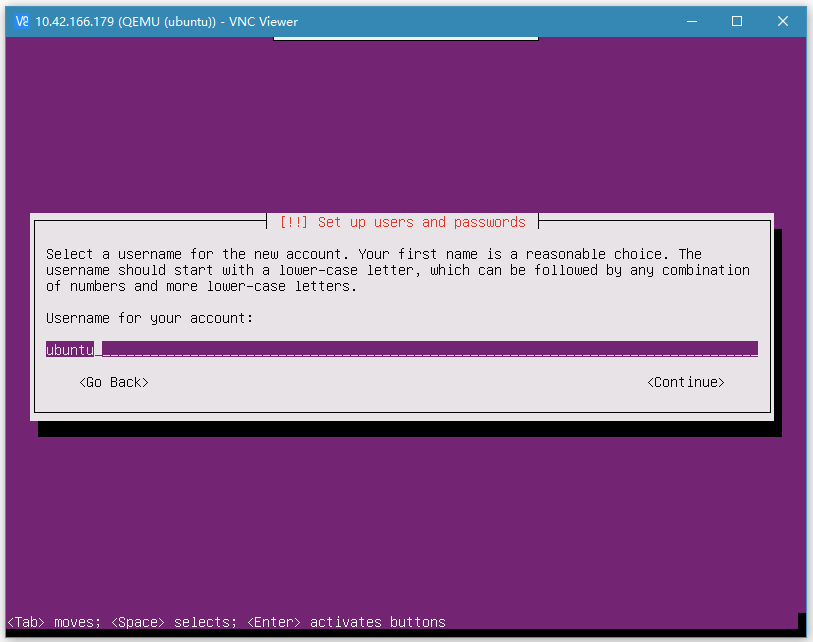 10.42.166.179 (QEMU (ubuntu)) - VNC Viewer
[!!] Set up users and passwords
Select a username for the new account. Your first name is a reasonable choice. The
username should start with a lower-case letter, which can be followed by any combination
of numbers and more lower-case letters.
Username for your account:
ubuntu
<Go Back> <Continue>
<Tab> moves; <Space> selects; <Enter> activates buttons